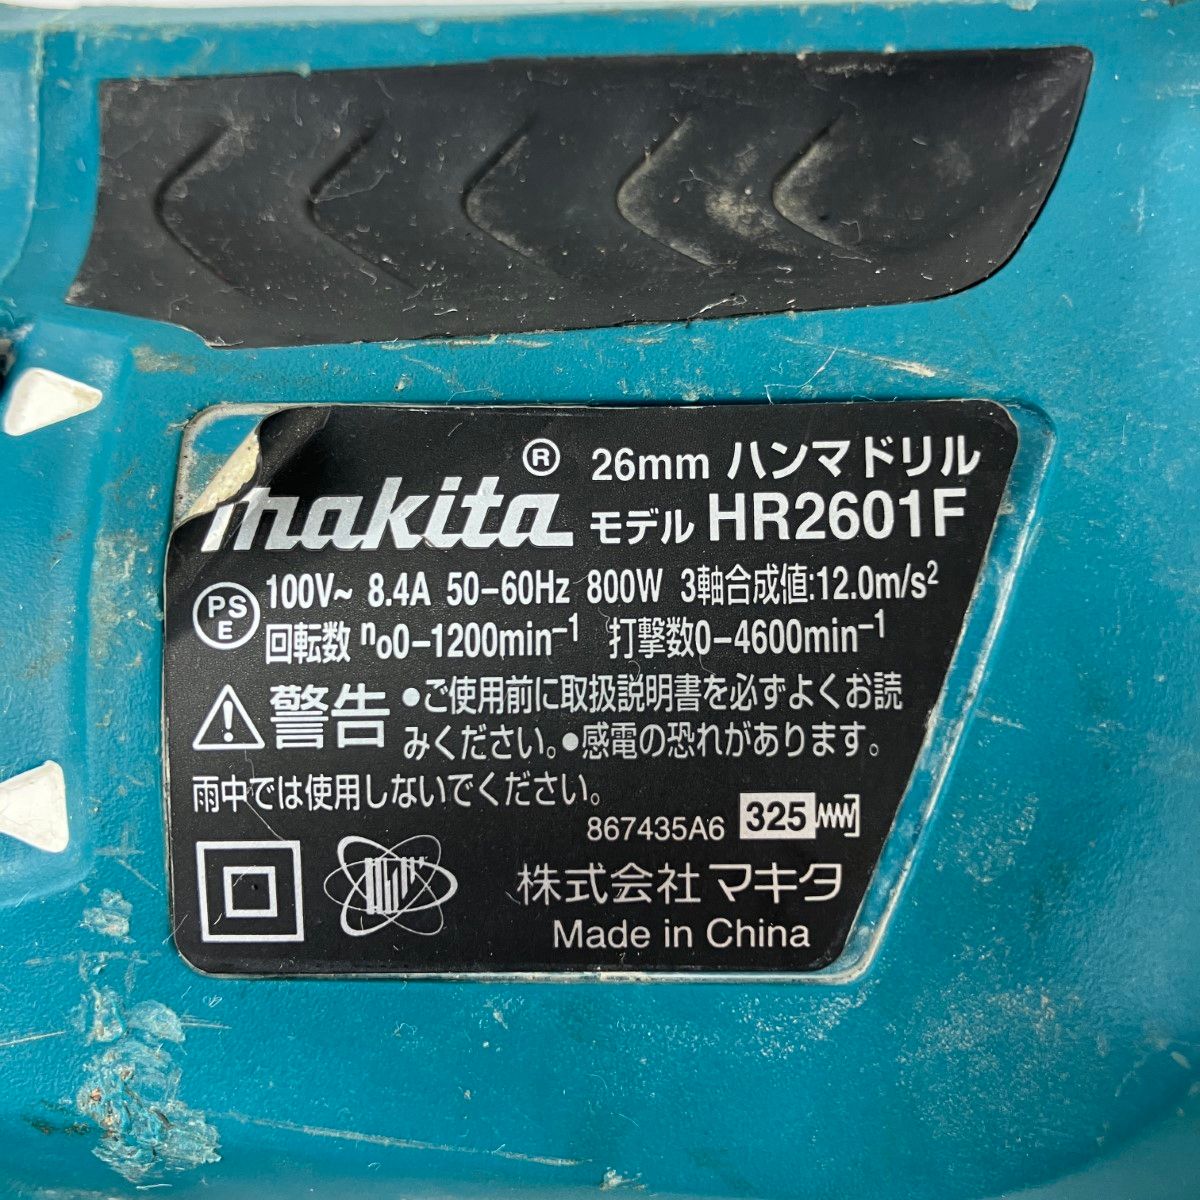 makita® 26mm ハンマドリル
モデル HR2601F
PSE 100V~ 8.4A 50-60Hz 800W 3軸合成値:12.0m/s²
回転数 n₀0-1200min⁻¹ 打撃数0-4600min⁻¹
警告 ●ご使用前に取扱説明書を必ずよくお読
みください。●感電の恐れがあります。
雨中では使用しないでください。
867435A6 325
株式会社 マキタ
Made in China